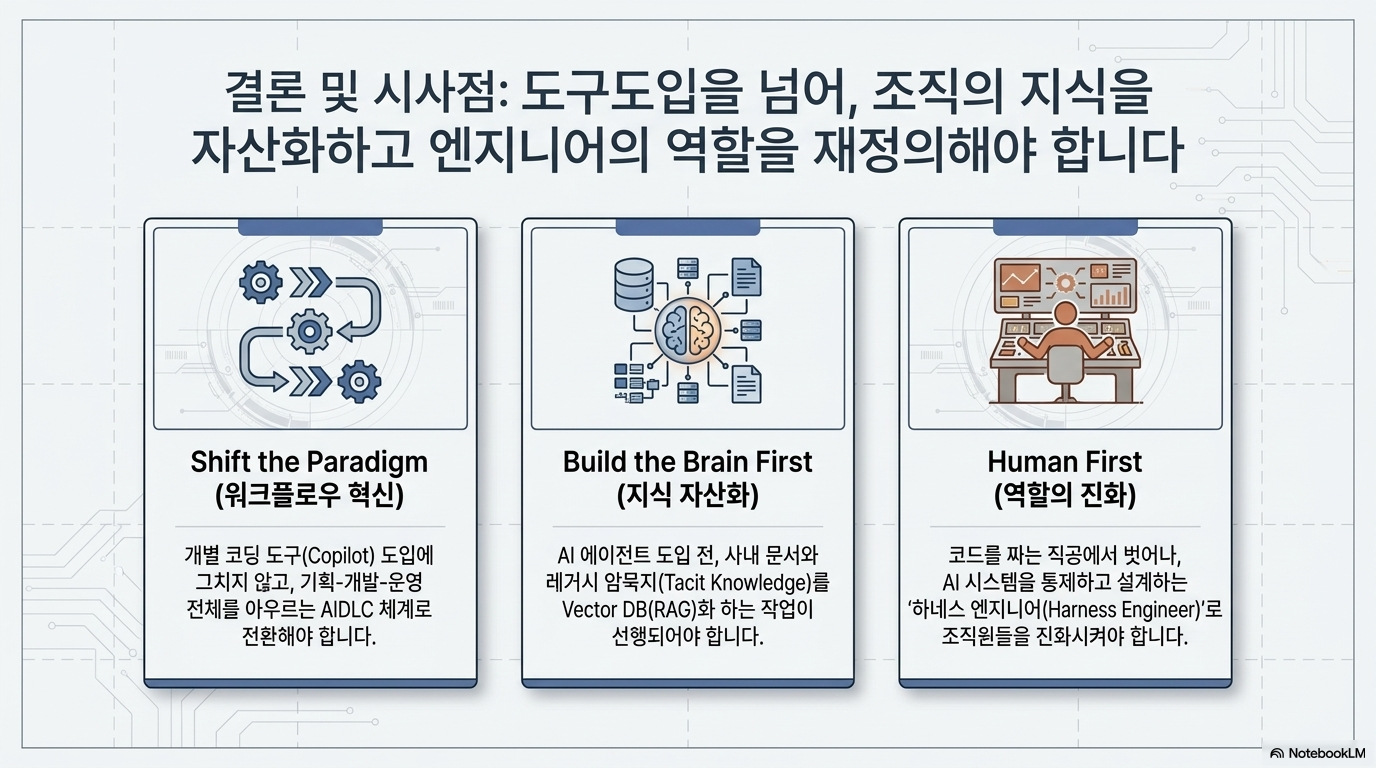 결론 및 시사점: 도구도입을 넘어, 조직의 지식을
자산화하고 엔지니어의 역할을 재정의해야 합니다
Shift the Paradigm
(워크플로우 혁신)
개별 코딩 도구(Copilot) 도입에
그치지 않고, 기획-개발-운영
전체를 아우르는 AIDLC 체계로
전환해야 합니다.
Build the Brain First
(지식 자산화)
AI 에이전트 도입 전, 사내 문서와
레거시 암묵지(Tacit Knowledge)를
Vector DB(RAG)화 하는 작업이
선행되어야 합니다.
Human First
(역할의 진화)
코드를 짜는 직공에서 벗어나,
AI 시스템을 통제하고 설계하는
‘하네스 엔지니어(Harness Engineer)’로
조직원들을 진화시켜야 합니다.
NotebookLM